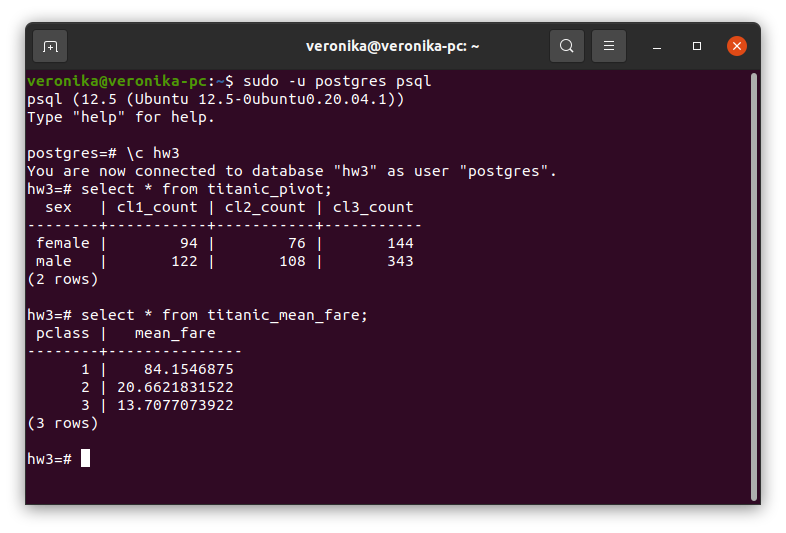 veronika@veronika-pc: ~
veronika@veronika-pc:~$ sudo -u postgres psql
psql (12.5 (Ubuntu 12.5-0ubuntu0.20.04.1))
Type "help" for help.

postgres=# \c hw3
You are now connected to database "hw3" as user "postgres".
hw3=# select * from titanic_pivot;
  sex   | cl1_count | cl2_count | cl3_count
--------+-----------+-----------+-----------
 female |        94 |        76 |       144
 male   |       122 |       108 |       343
(2 rows)

hw3=# select * from titanic_mean_fare;
 pclass |   mean_fare
--------+---------------
      1 |    84.1546875
      2 | 20.6621831522
      3 | 13.7077073922
(3 rows)

hw3=#